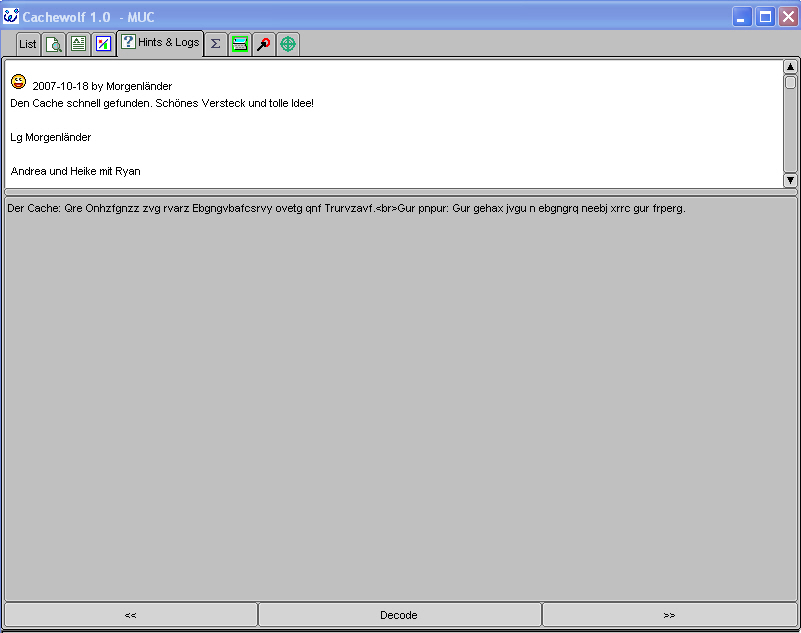 Cachewolf 1.0 - MUC
List
Hints & Logs
2007-10-18 by Morgenländer
Den Cache schnell gefunden. Schönes Versteck und tolle Idee!
Lg Morgenländer
Andrea und Heike mit Ryan
Der Cache: Qre Onhzfgnzz zvg rvarz Ebgngvbafcsrvy ovetg qnf Trurvzavf.<br>Gur pnpur: Gur gehax jvgu n ebgngrq neebj xrrc gur frperg.
<< Decode >>